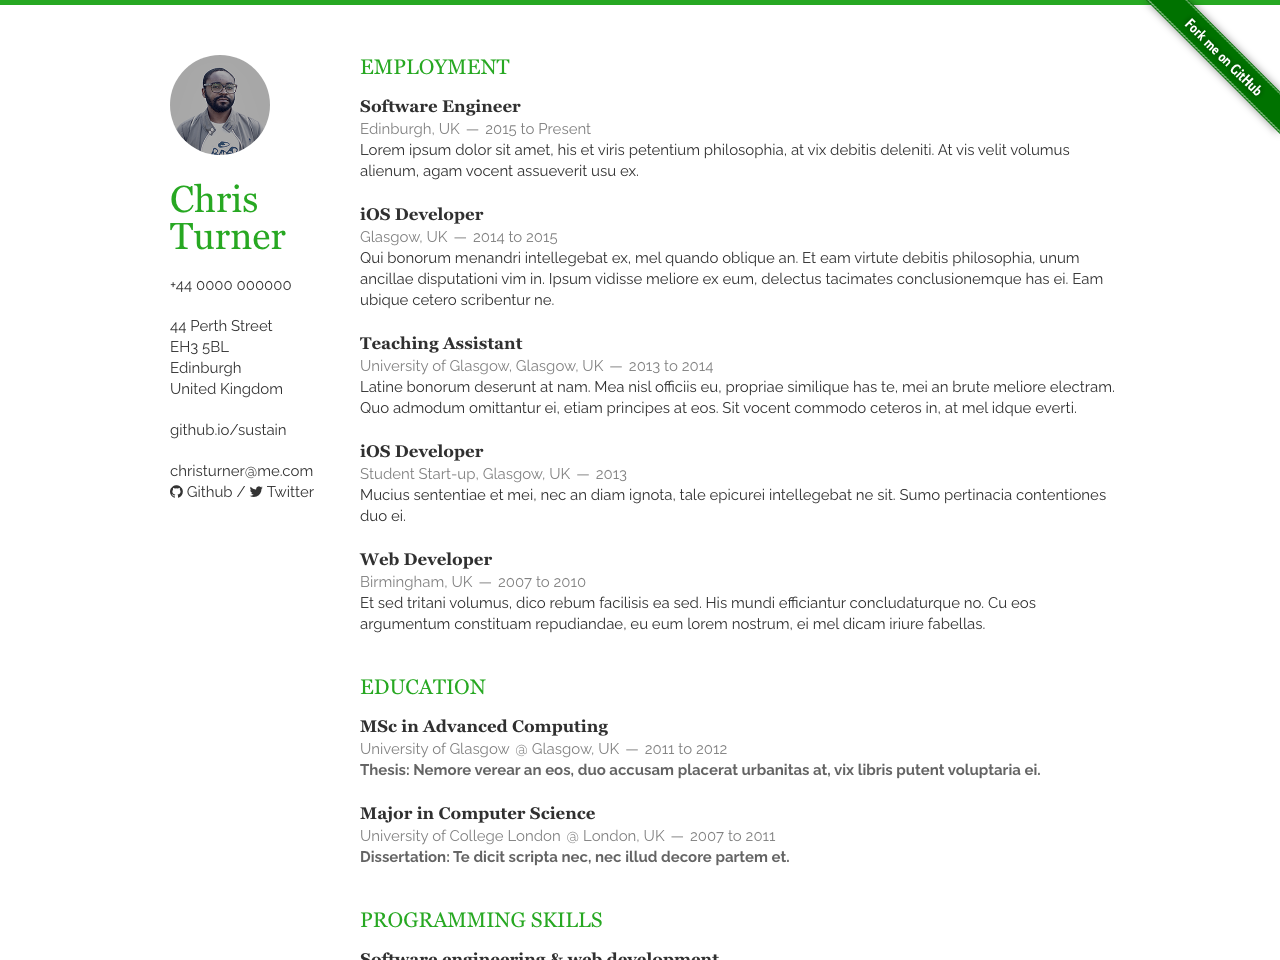 Fork me on GitHub
Chris
Turner
+44 0000 000000
44 Perth Street
EH3 5BL
Edinburgh
United Kingdom
github.io/sustain
christurner@me.com
Github / Twitter
EMPLOYMENT
Software Engineer
Edinburgh, UK — 2015 to Present
Lorem ipsum dolor sit amet, his et viris petentium philosophia, at vix debitis deleniti. At vis velit volumus
alienum, agam vocent assueverit usu ex.
iOS Developer
Glasgow, UK — 2014 to 2015
Qui bonorum menandri intellegebat ex, mel quando oblique an. Et eam virtute debitis philosophia, unum
ancillae disputationi vim in. Ipsum vidisse meliore ex eum, delectus tacimates conclusionemque has ei. Eam
ubique cetero scribentur ne.
Teaching Assistant
University of Glasgow, Glasgow, UK — 2013 to 2014
Latine bonorum deserunt at nam. Mea nisl officiis eu, propriae similique has te, mei an brute meliore electram.
Quo admodum omittantur ei, etiam principes at eos. Sit vocent commodo ceteros in, at mel idque everti.
iOS Developer
Student Start-up, Glasgow, UK — 2013
Mucius sententiae et mei, nec an diam ignota, tale epicurei intellegebat ne sit. Sumo pertinacia contentiones
duo ei.
Web Developer
Birmingham, UK — 2007 to 2010
Et sed tritani volumus, dico rebum facilisis ea sed. His mundi efficiantur concludaturque no. Cu eos
argumentum constituam repudiandae, eu eum lorem nostrum, ei mel dicam iriure fabellas.
EDUCATION
MSc in Advanced Computing
University of Glasgow @ Glasgow, UK — 2011 to 2012
Thesis: Nemore verear an eos, duo accusam placerat urbanitas at, vix libris putent voluptaria ei.
Major in Computer Science
University of College London @ London, UK — 2007 to 2011
Dissertation: Te dicit scripta nec, nec illud decore partem et.
PROGRAMMING SKILLS
Software engineering & web development